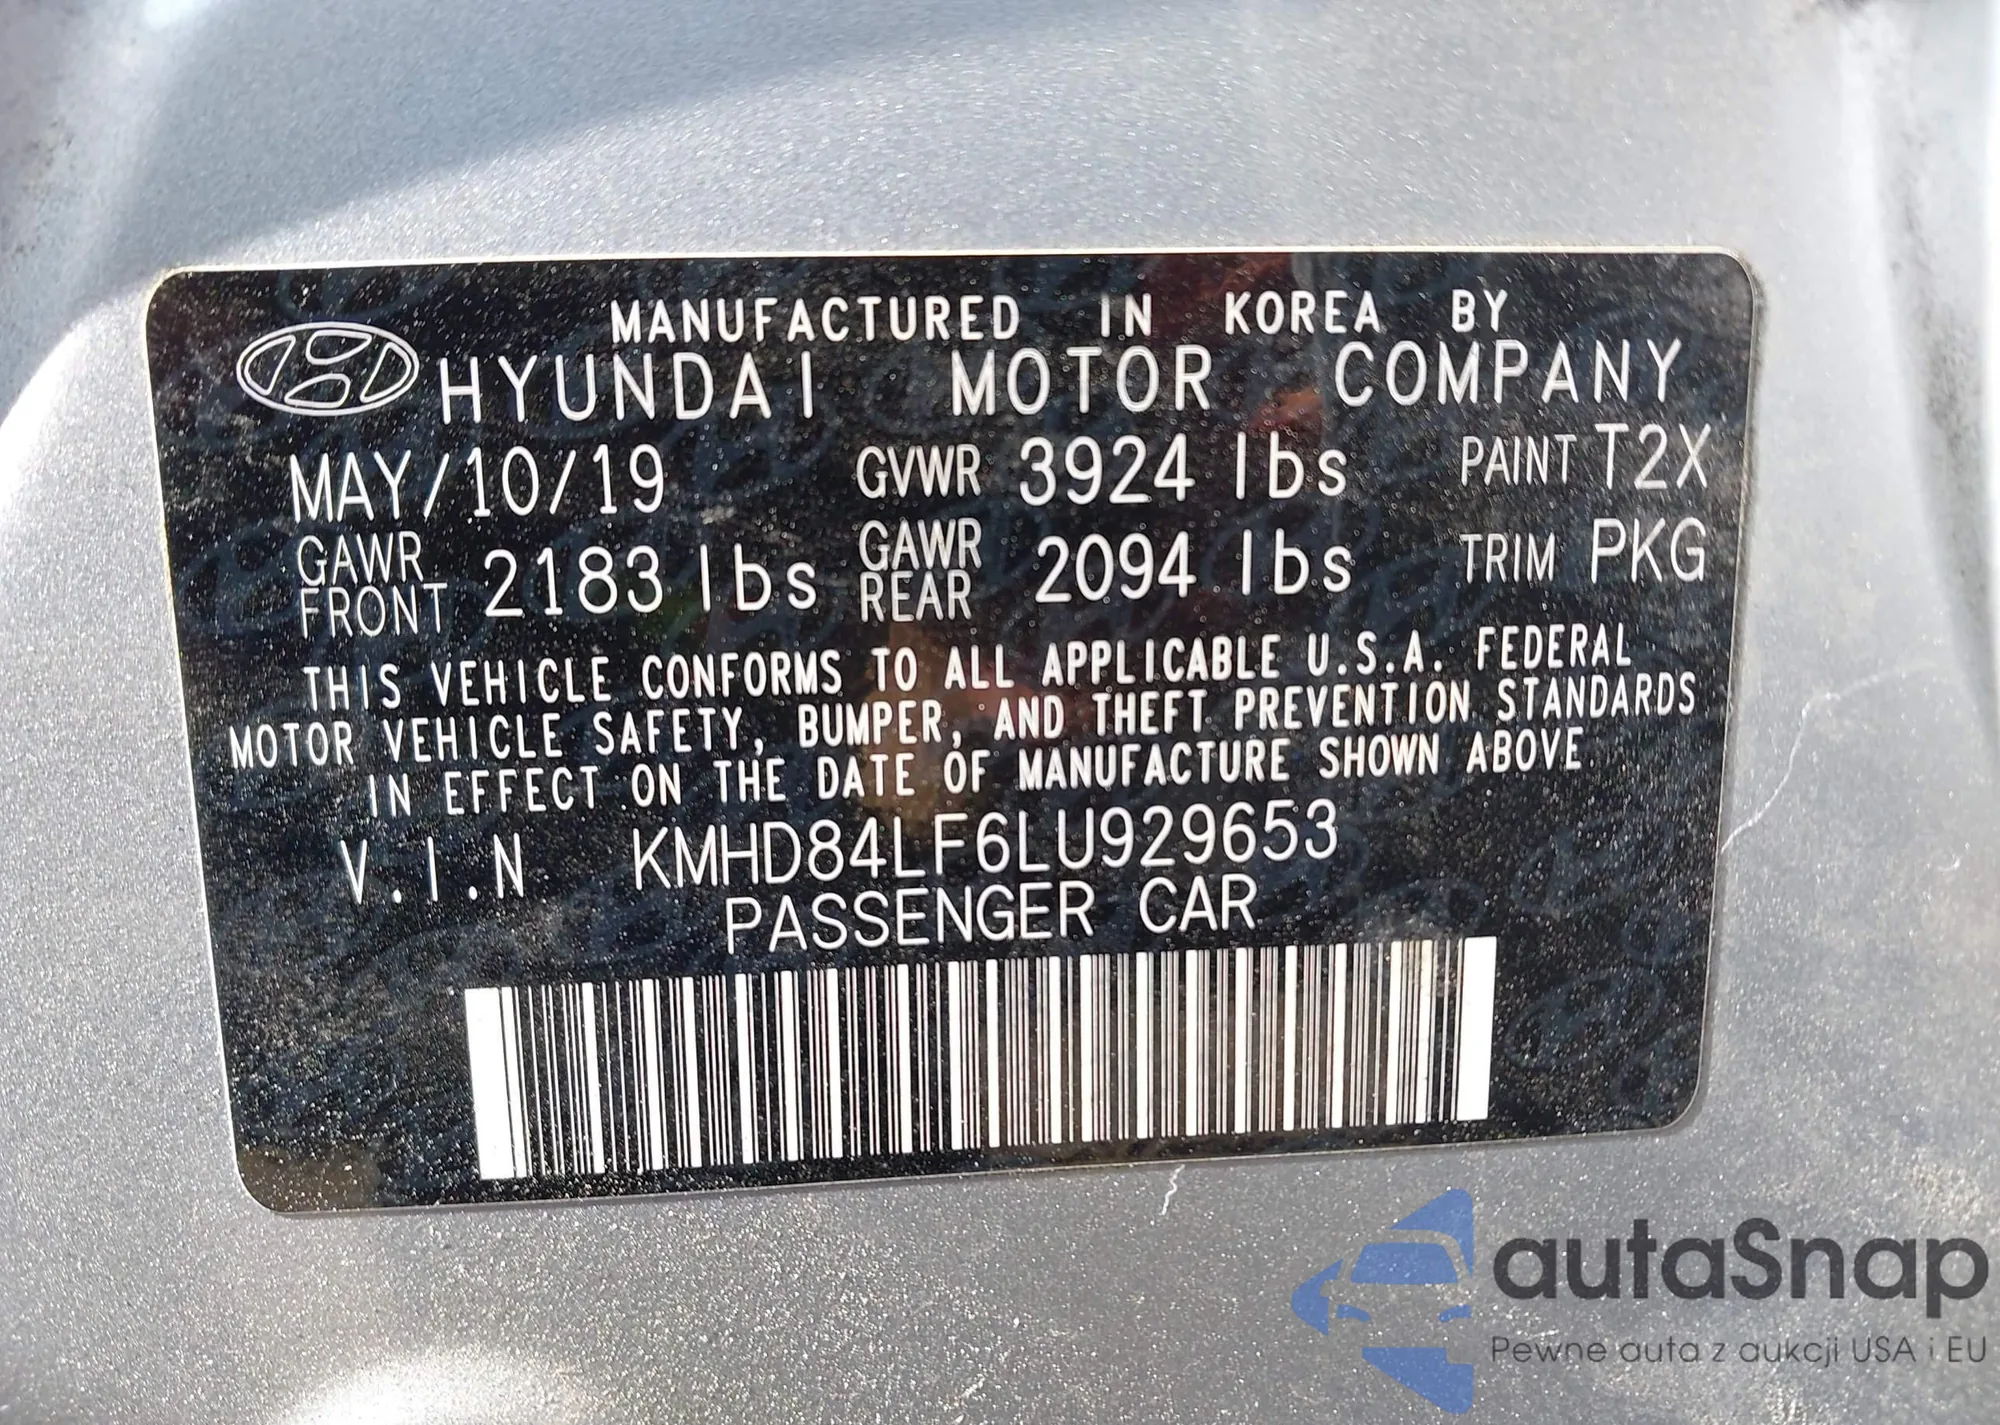 MANUFACTURED IN KOREA BY
HYUNDAI MOTOR COMPANY
MAY/10/19 GVWR 3924 lbs PAINT T2X
GAWR FRONT 2183 lbs GAWR REAR 2094 lbs TRIM PKG
THIS VEHICLE CONFORMS TO ALL APPLICABLE U.S.A. FEDERAL
MOTOR VEHICLE SAFETY, BUMPER, AND THEFT PREVENTION STANDARDS
IN EFFECT ON THE DATE OF MANUFACTURE SHOWN ABOVE.
V.I.N KMHD84LF6LU929653
PASSENGER CAR
autaSnap
Pewne auta z aukcji USA i EU